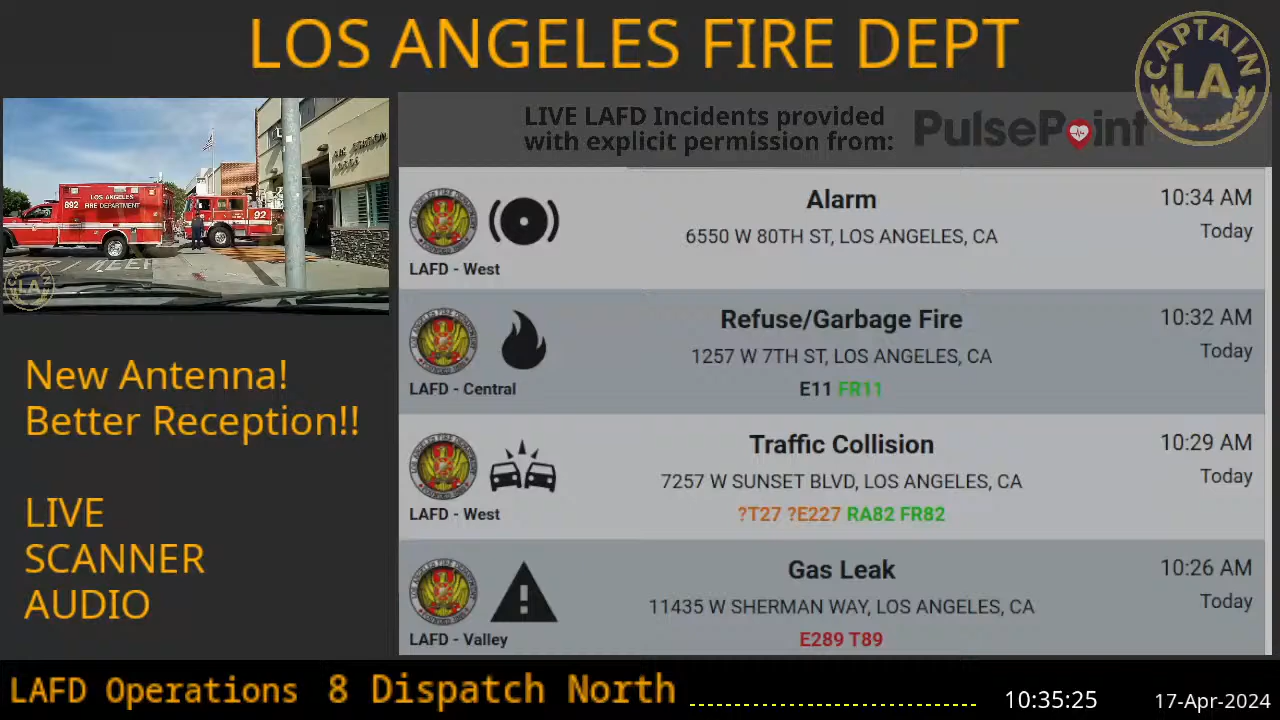 LOS ANGELES FIRE DEPT
CAPTAIN
LA
LIVE LAFD Incidents provided
with explicit permission from:
PulsePoint
892
LOS ANGELES
FIRE DEPARTMENT
92
FIRE STATION
KEEP
CAPTAIN
LA
New Antenna!
Better Reception!!
LIVE
SCANNER
AUDIO
Alarm
10:34 AM
6550 W 80TH ST, LOS ANGELES, CA
Today
LAFD - West
Refuse/Garbage Fire
10:32 AM
1257 W 7TH ST, LOS ANGELES, CA
Today
LAFD - Central
E11 FR11
Traffic Collision
10:29 AM
7257 W SUNSET BLVD, LOS ANGELES, CA
Today
LAFD - West
?T27 ?E227 RA82 FR82
Gas Leak
10:26 AM
11435 W SHERMAN WAY, LOS ANGELES, CA
Today
LAFD - Valley
E289 T89
LAFD Operations 8 Dispatch North
10:35:25
17-Apr-2024